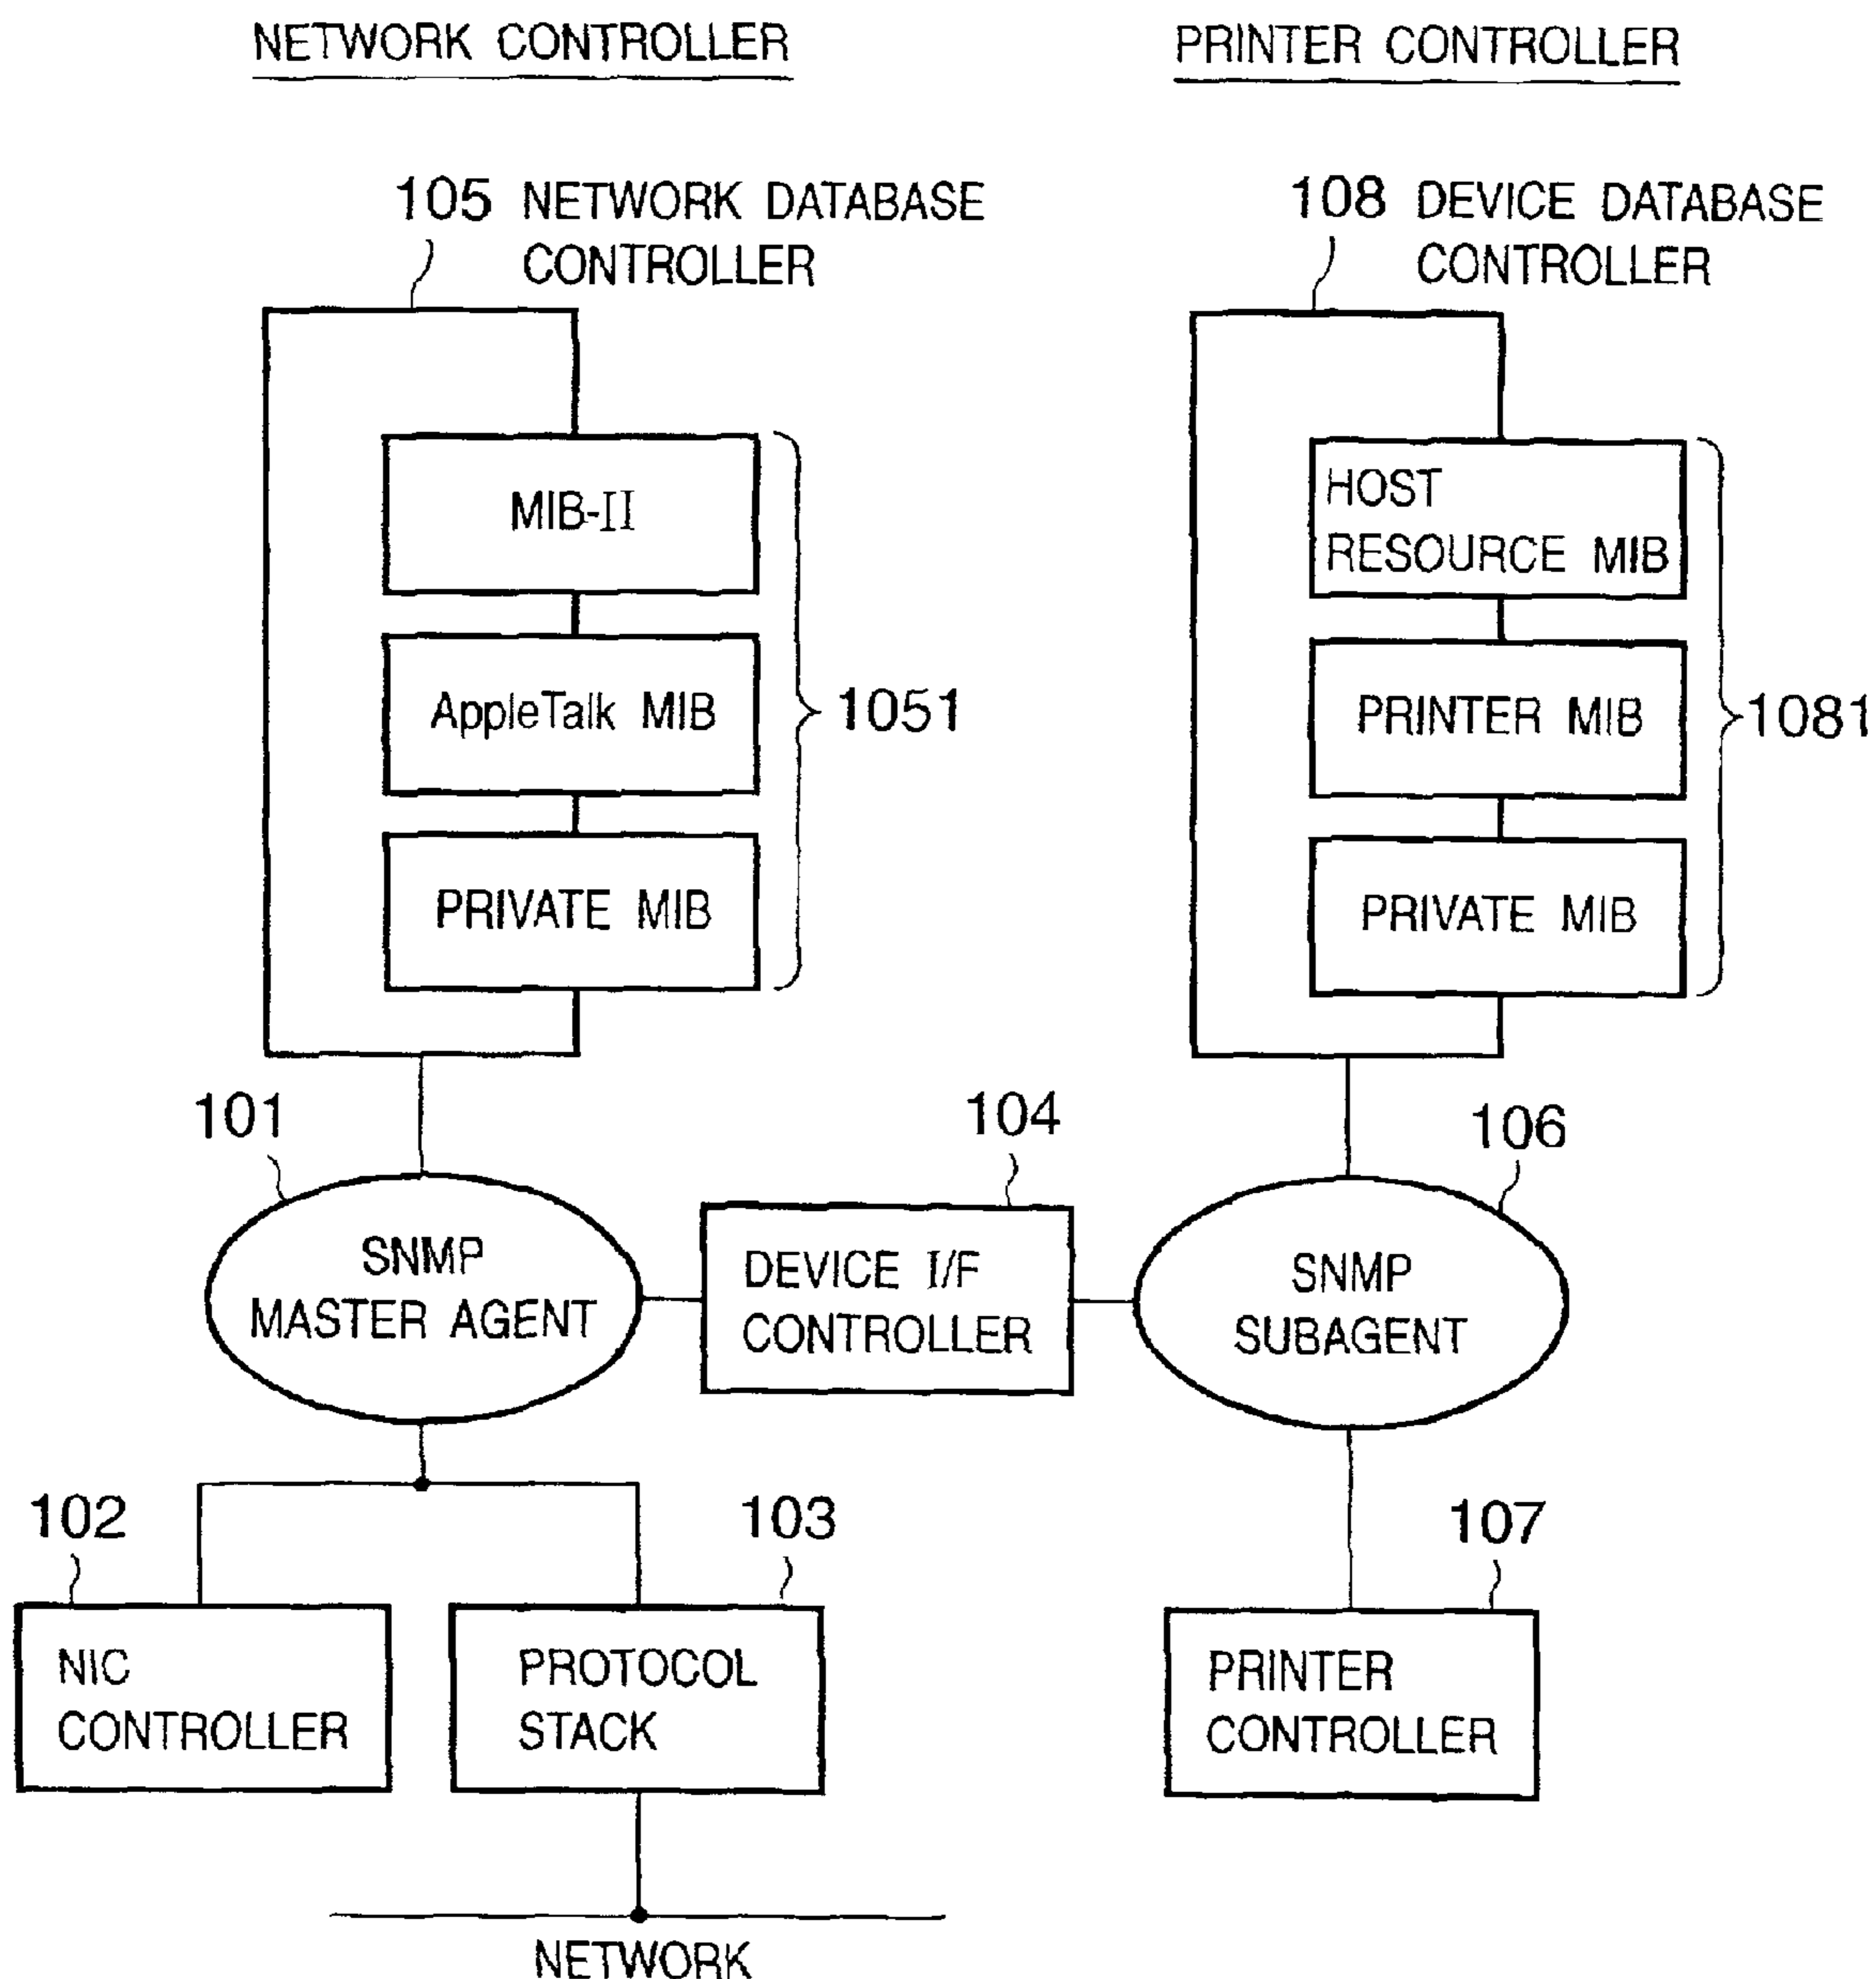 NETWORK CONTROLLER
PRINTER CONTROLLER
105 NETWORK DATABASE
CONTROLLER
108 DEVICE DATABASE
CONTROLLER
MIB-II
AppleTalk MIB
PRIVATE MIB
1051
HOST
RESOURCE MIB
PRINTER MIB
PRIVATE MIB
1081
101
SNMP
MASTER AGENT
104
DEVICE I/F
CONTROLLER
106
SNMP
SUBAGENT
102
NIC
CONTROLLER
103
PROTOCOL
STACK
107
PRINTER
CONTROLLER
NETWORK